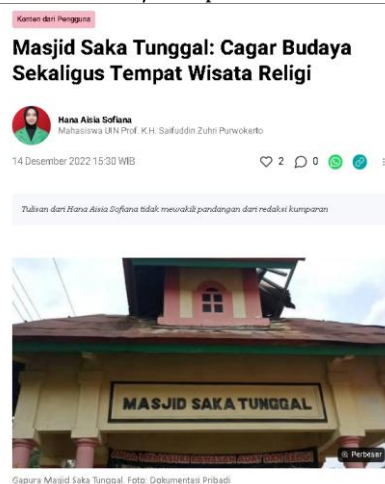 Konten dari Pengguna
Masjid Saka Tunggal: Cagar Budaya
Sekaligus Tempat Wisata Religi
Hana Aisia Sofiana
Mahasiswa UIN Prof. K.H. Saifuddin Zuhri Purwokerto
14 Desember 2022 15:30 WIB
2
0
Tulisan dari Hana Aisia Sofiana tidak mewakili pandangan dari redaksi kumparan
MASJID SAKA TUNGGAL
Perbesar
Gapura Masjid Saka Tunggal. Foto: Dokumentasi Pribadi